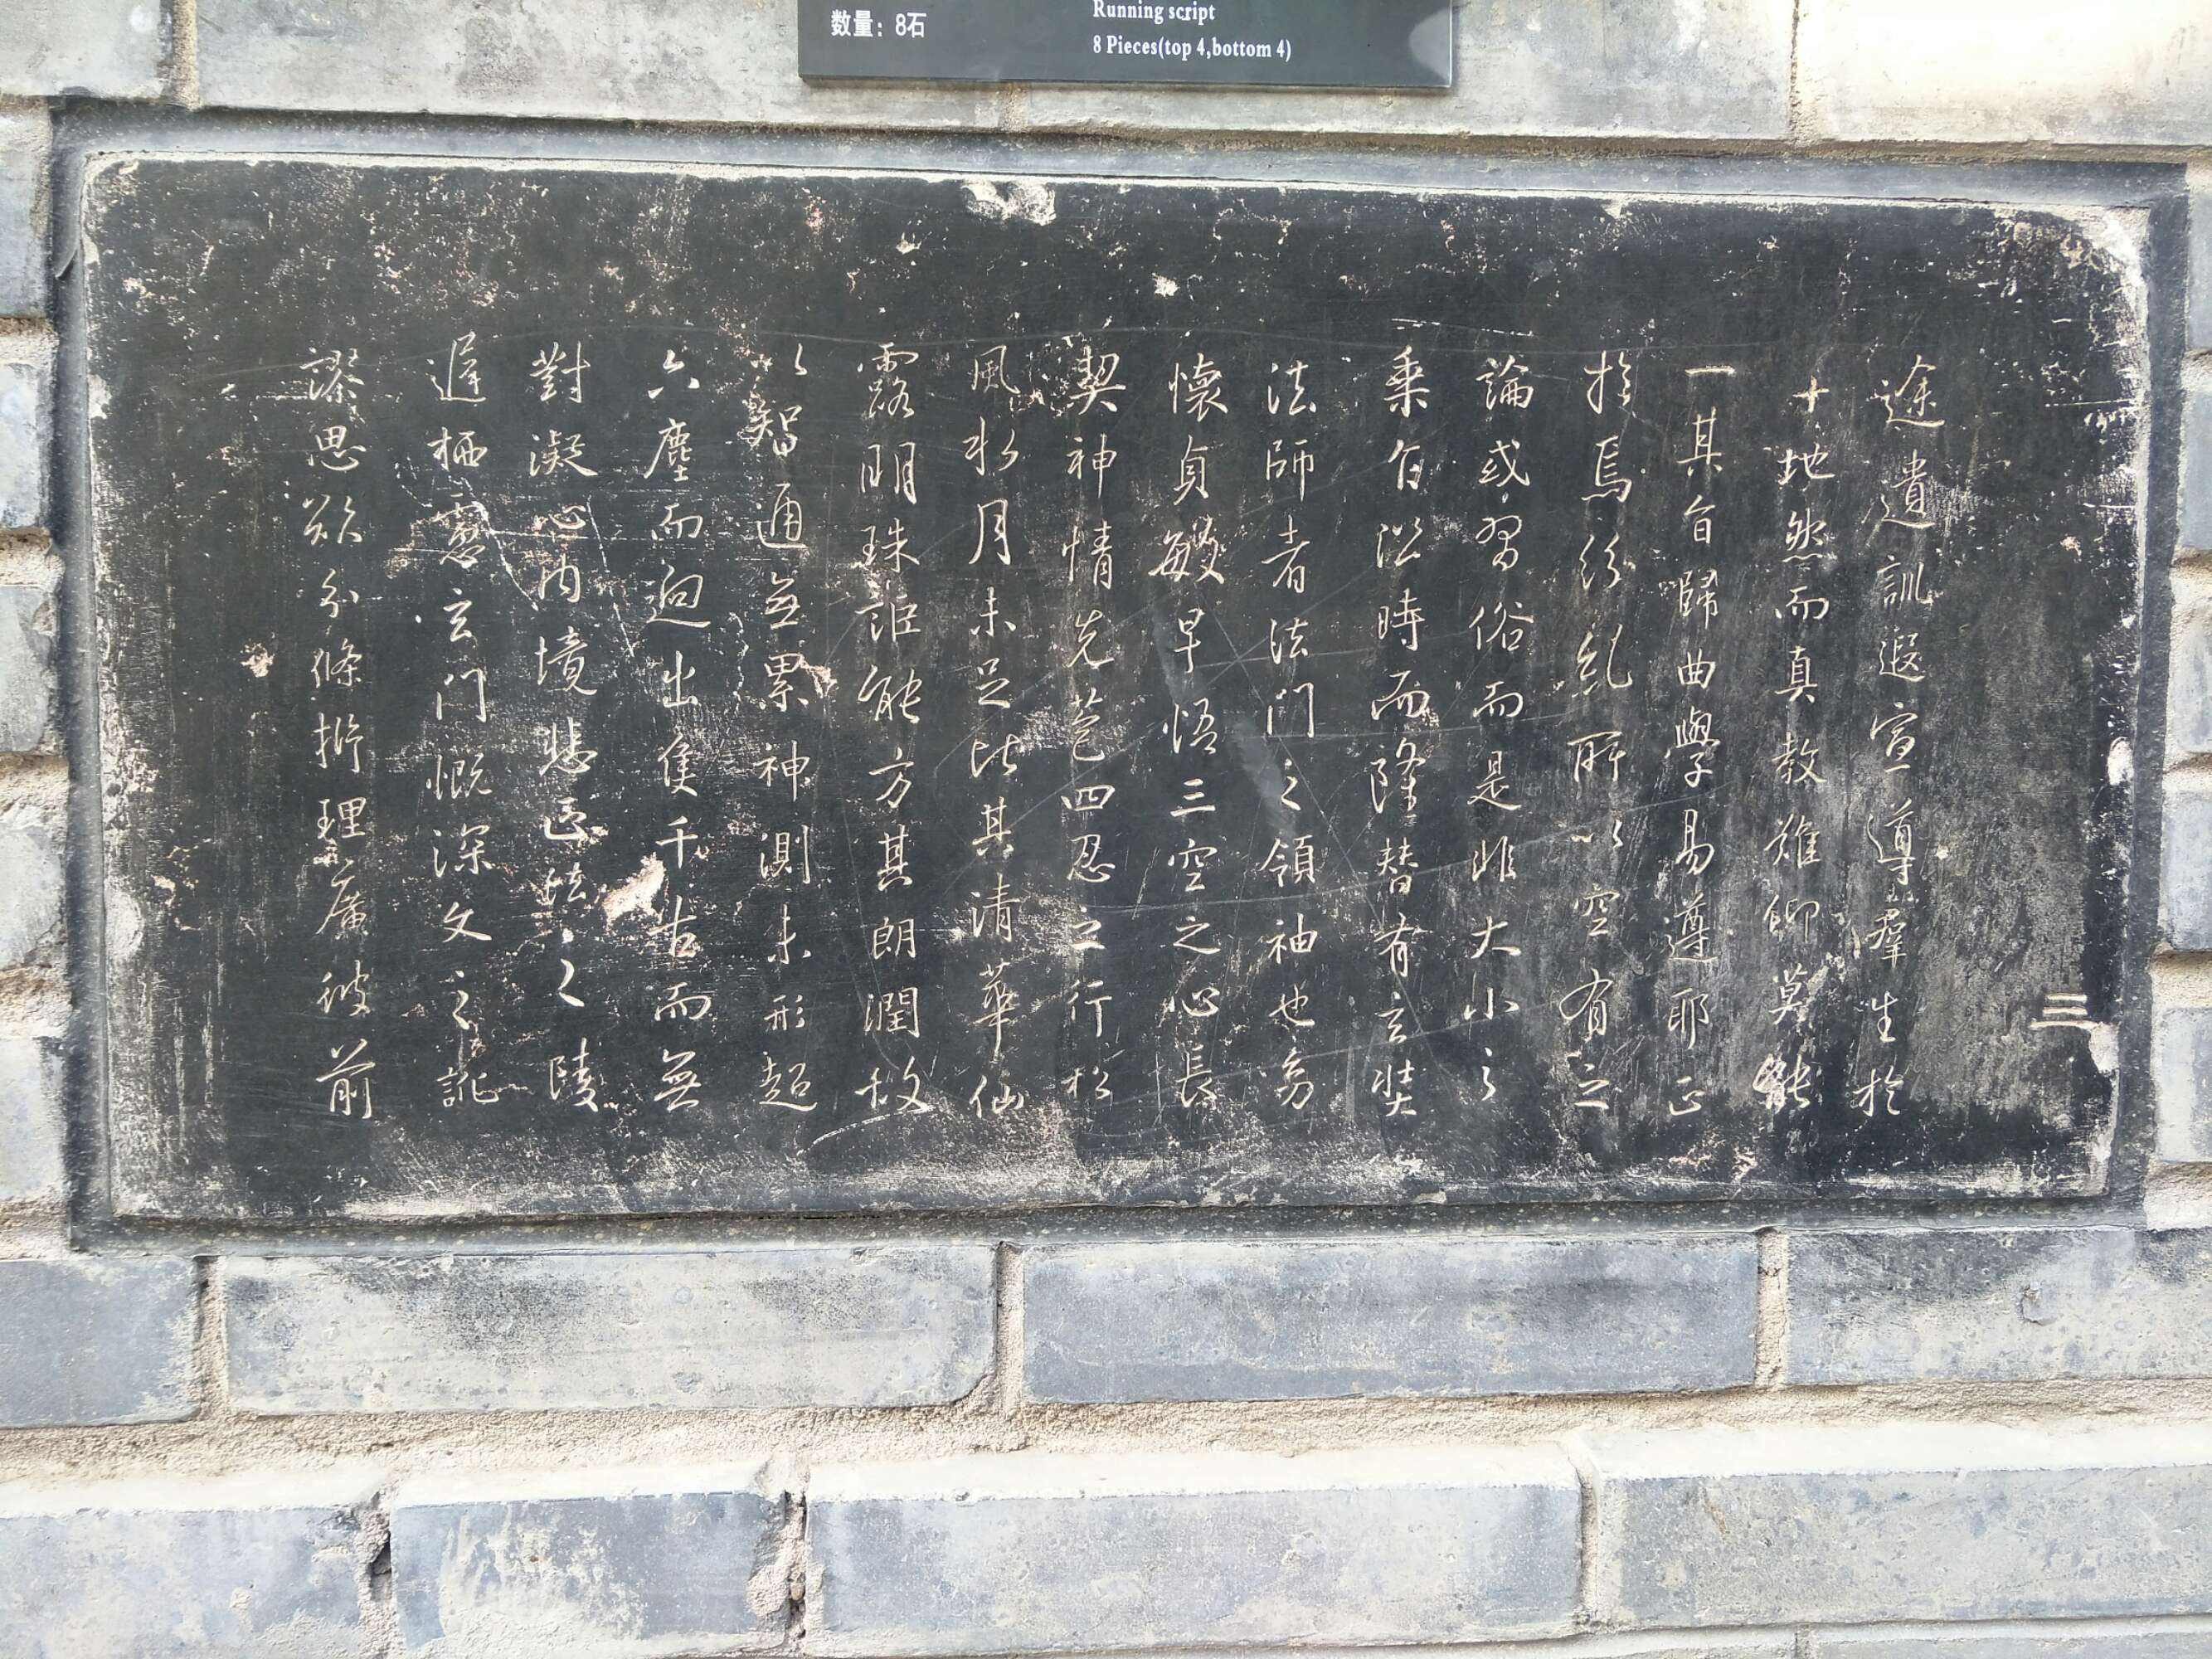 数量：8石
Running script
8 Pieces(top 4,bottom 4)
三
途遺訓遐宣導羣生於
十地然而真教難仰莫能
一其旨歸曲學易遵耶正
於焉紛糺所以空有之
論或習俗而是非大小之
乘乍沿時而隆替有玄奘
法師者法門之領袖也㓜
懷貞敏早悟三空之心長
契神情先苞四忍之行松
風水月未足比其清華仙
露明珠詎能方其朗潤故
以智通無累神測未形超
六塵而迥出隻千古而無
對凝心內境悲正法之陵
遲栖慮玄門慨深文之訛
謬思欲分條析理廣彼前